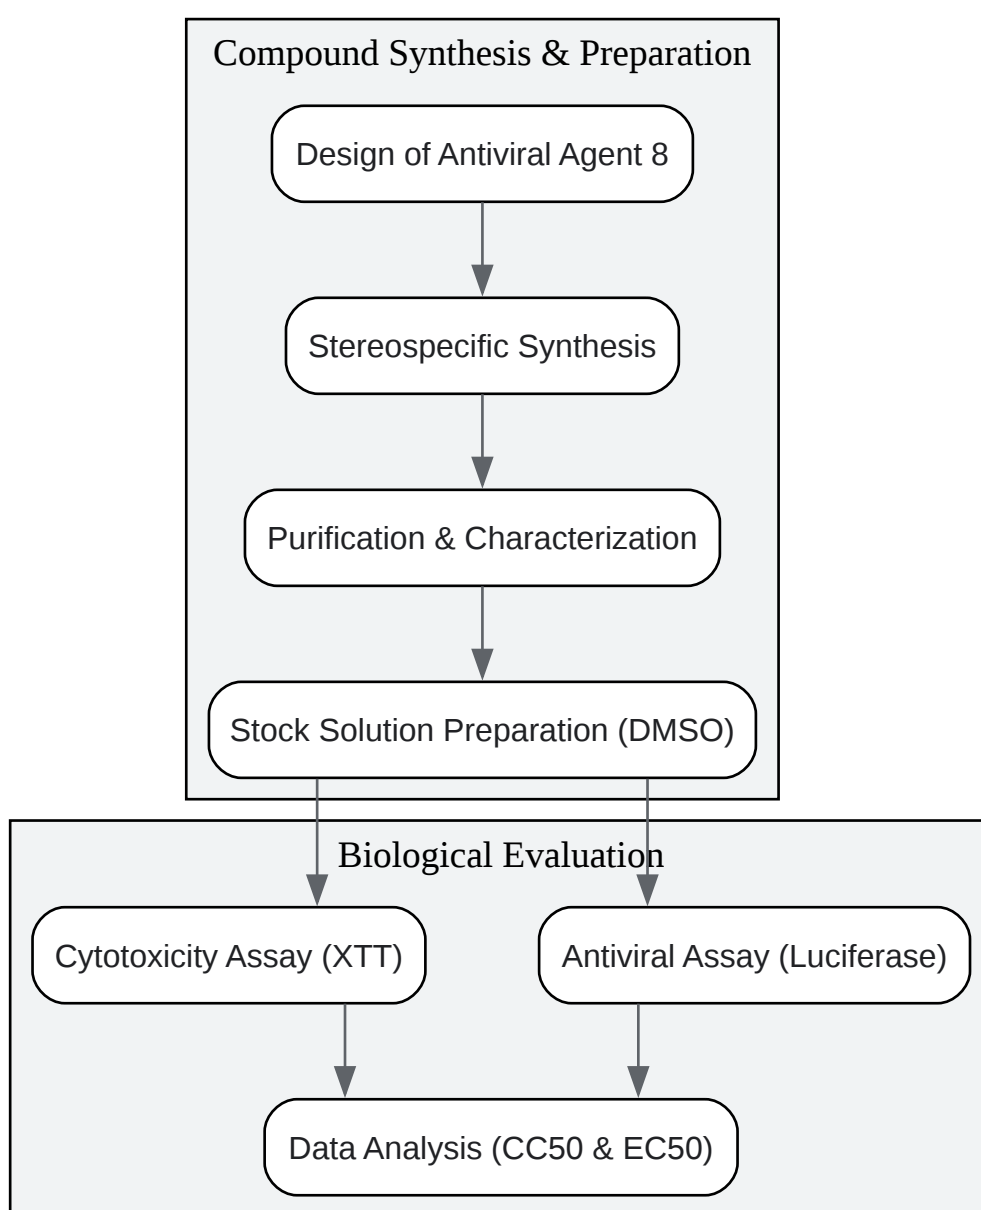 Compound Synthesis & Preparation
Design of Antiviral Agent 8
Stereospecific Synthesis
Purification & Characterization
Stock Solution Preparation (DMSO)
Biological Evaluation
Cytotoxicity Assay (XTT)
Antiviral Assay (Luciferase)
Data Analysis (CC50 & EC50)